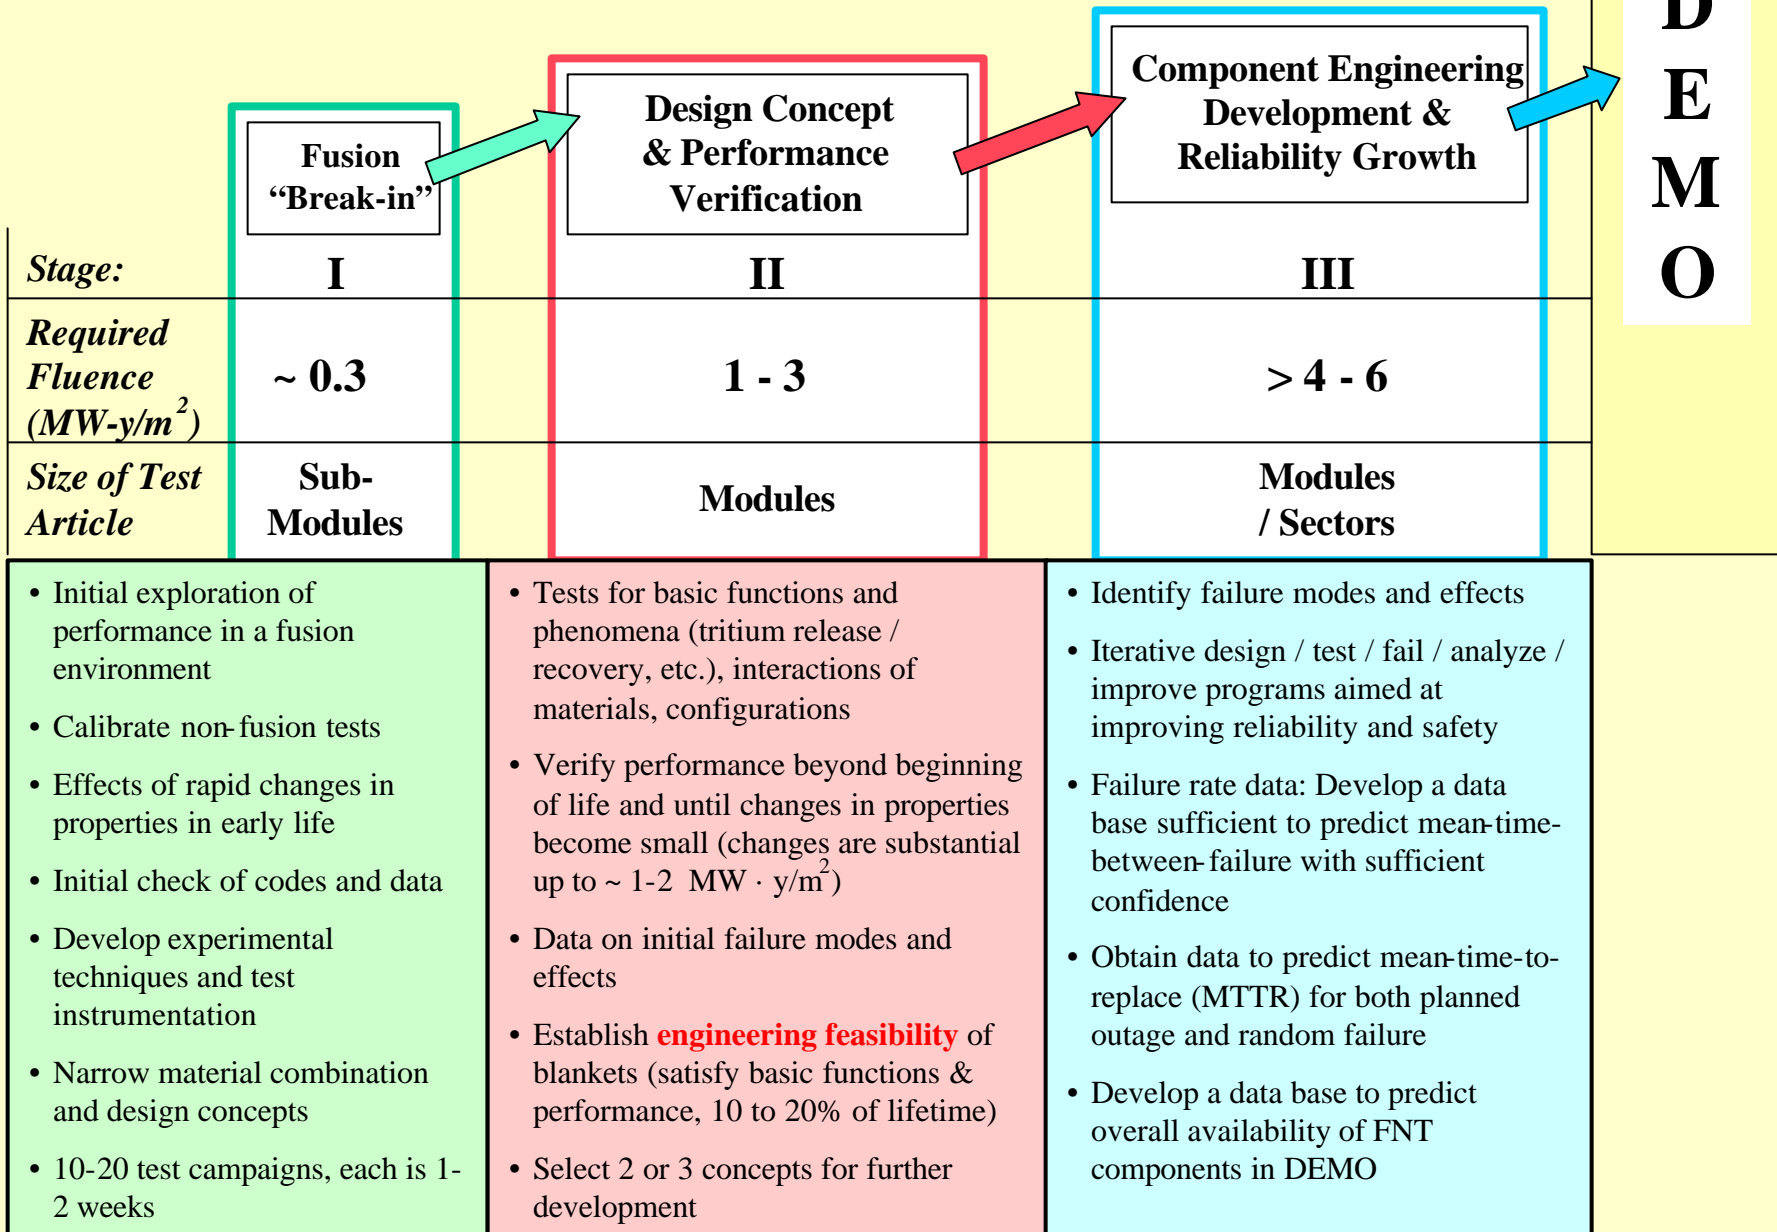 Fusion
“Break-in”
Design Concept
& Performance
Verification
Component Engineering
Development &
Reliability Growth
D
E
M
O
Stage:
I
II
III
Required
Fluence
(MW-y/m²)
~ 0.3
1 - 3
> 4 - 6
Size of Test
Article
Sub-
Modules
Modules
Modules
/ Sectors
• Initial exploration of
performance in a fusion
environment
• Calibrate non-fusion tests
• Effects of rapid changes in
properties in early life
• Initial check of codes and data
• Develop experimental
techniques and test
instrumentation
• Narrow material combination
and design concepts
• 10-20 test campaigns, each is 1-
2 weeks
• Tests for basic functions and
phenomena (tritium release /
recovery, etc.), interactions of
materials, configurations
• Verify performance beyond beginning
of life and until changes in properties
become small (changes are substantial
up to ~ 1-2 MW · y/m²)
• Data on initial failure modes and
effects
• Establish engineering feasibility of
blankets (satisfy basic functions &
performance, 10 to 20% of lifetime)
• Select 2 or 3 concepts for further
development
• Identify failure modes and effects
• Iterative design / test / fail / analyze /
improve programs aimed at
improving reliability and safety
• Failure rate data: Develop a data
base sufficient to predict mean-time-
between-failure with sufficient
confidence
• Obtain data to predict mean-time-to-
replace (MTTR) for both planned
outage and random failure
• Develop a data base to predict
overall availability of FNT
components in DEMO